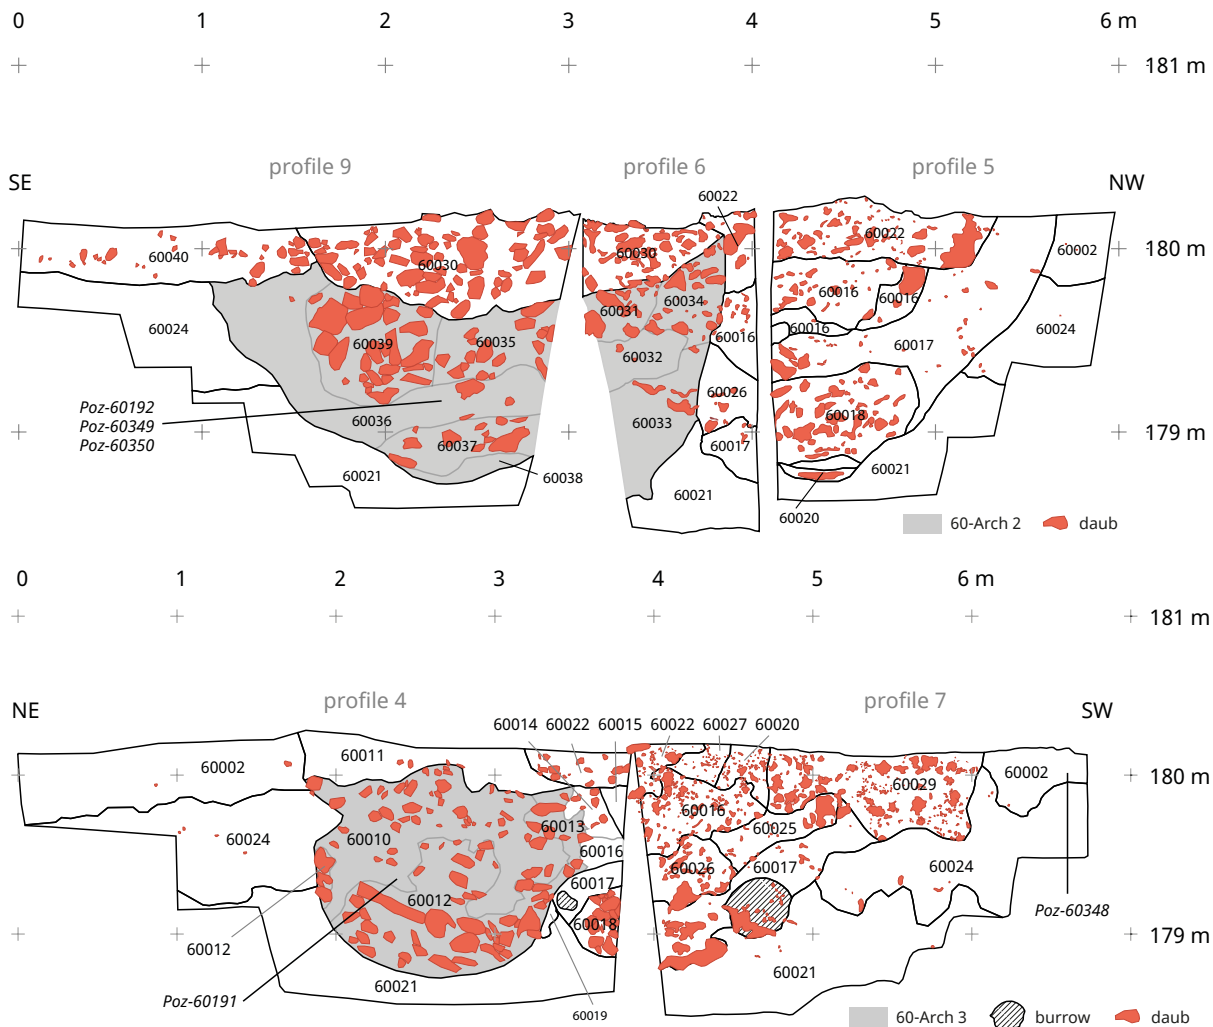 0 1 2 3 4 5 6 m
181 m
profile 9 profile 6 profile 5
SE NW
60022
60040 60030 60030 60022 60002 180 m
60024 60039 60035 60031 60034 60016 60016 60016 60016 60017 60024
60032
Poz-60192
Poz-60349
Poz-60350
60036 60033 60026 60018
60037 60017 179 m
60021 60038 60021 60021
60020
60-Arch 2 daub
0 1 2 3 4 5 6 m
181 m
profile 4 profile 7
NE SW
60014 60022 60015 60022 60027 60020
60002 60011 60029 60002 180 m
60024 60010 60013 60016 60016 60025
60012 60017 60026 60017 60024
60012 60018 Poz-60348
179 m
60021 60021
Poz-60191 60019
60-Arch 3 burrow daub